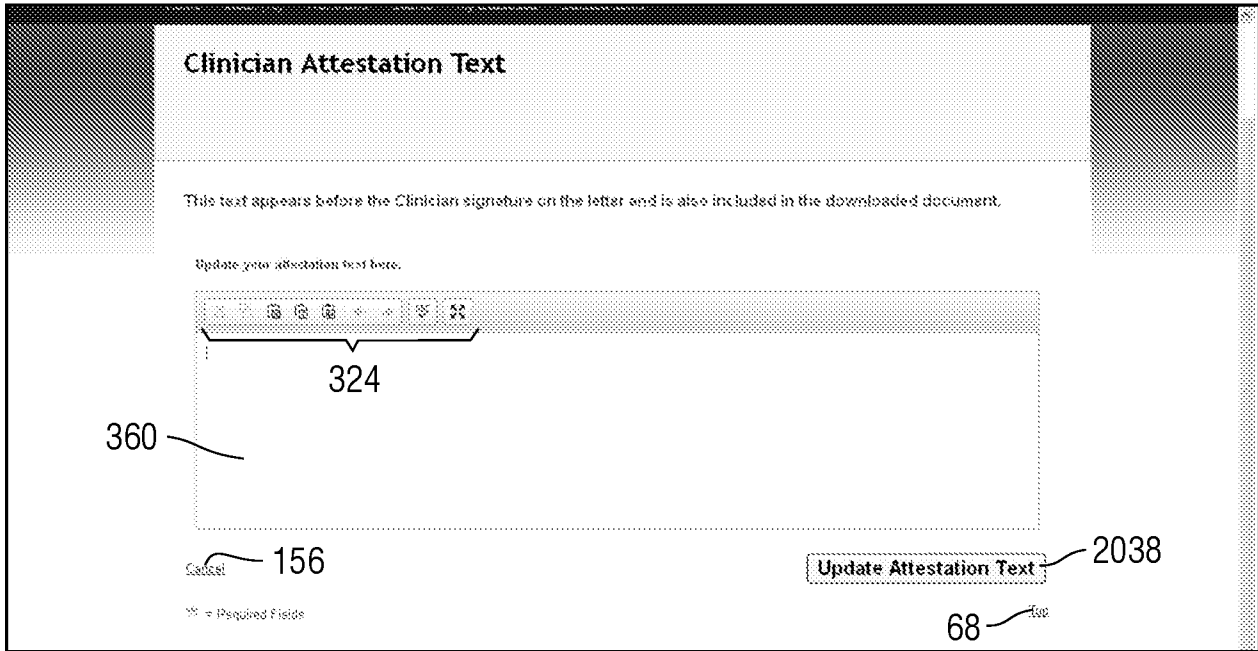 Clinician Attestation Text
This text appears before the Clinician signature on the letter and is also included in the downloaded document.
Update your attestation text here.
324
360
Cancel 156
Update Attestation Text 2038
= Required Fields
68 Top